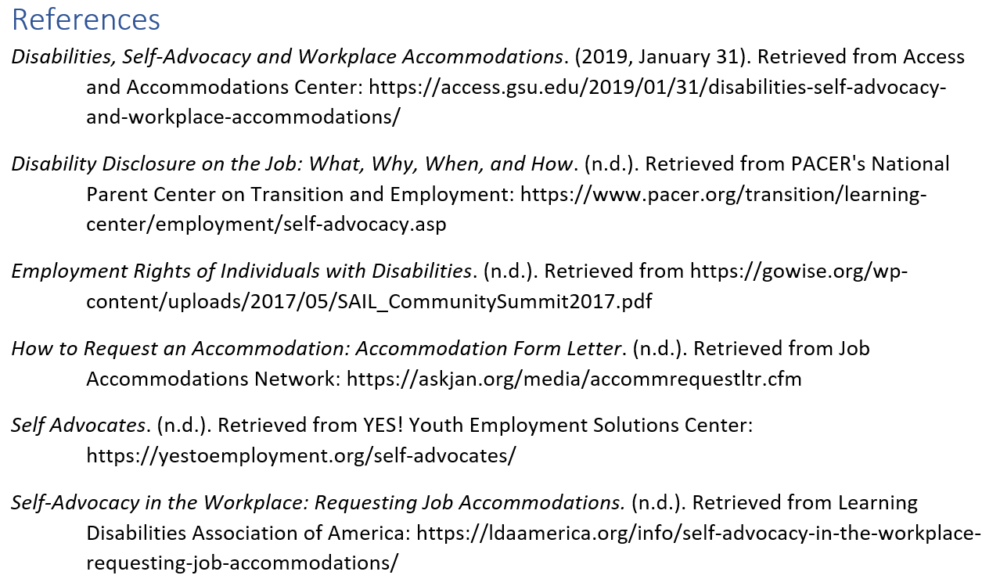 References
Disabilities, Self-Advocacy and Workplace Accommodations. (2019, January 31). Retrieved from Access
and Accommodations Center: https://access.gsu.edu/2019/01/31/disabilities-self-advocacy-
and-workplace-accommodations/
Disability Disclosure on the Job: What, Why, When, and How. (n.d.). Retrieved from PACER's National
Parent Center on Transition and Employment: https://www.pacer.org/transition/learning-
center/employment/self-advocacy.asp
Employment Rights of Individuals with Disabilities. (n.d.). Retrieved from https://gowise.org/wp-
content/uploads/2017/05/SAIL_CommunitySummit2017.pdf
How to Request an Accommodation: Accommodation Form Letter. (n.d.). Retrieved from Job
Accommodations Network: https://askjan.org/media/accommrequestltr.cfm
Self Advocates. (n.d.). Retrieved from YES! Youth Employment Solutions Center:
https://yestoemployment.org/self-advocates/
Self-Advocacy in the Workplace: Requesting Job Accommodations. (n.d.). Retrieved from Learning
Disabilities Association of America: https://ldaamerica.org/info/self-advocacy-in-the-workplace-
requesting-job-accommodations/